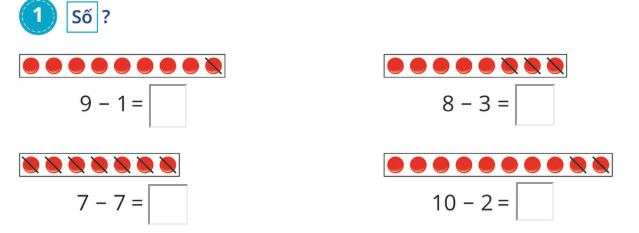 1 Số ?
9 – 1 =
8 – 3 =
7 – 7 =
10 – 2 =